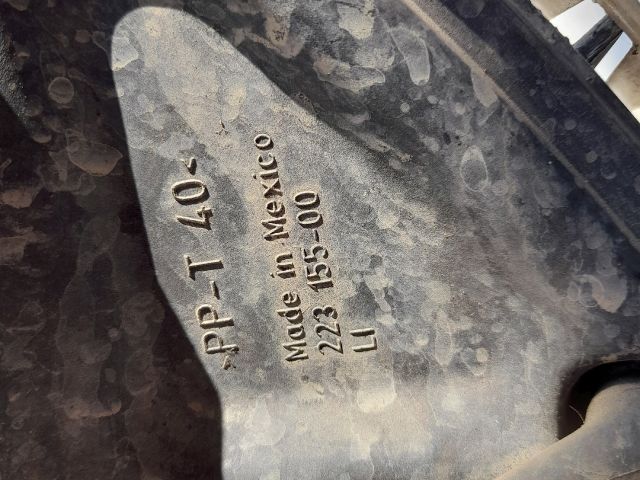 >PP-T 40<
Made in Mexico
223 155-00
LI